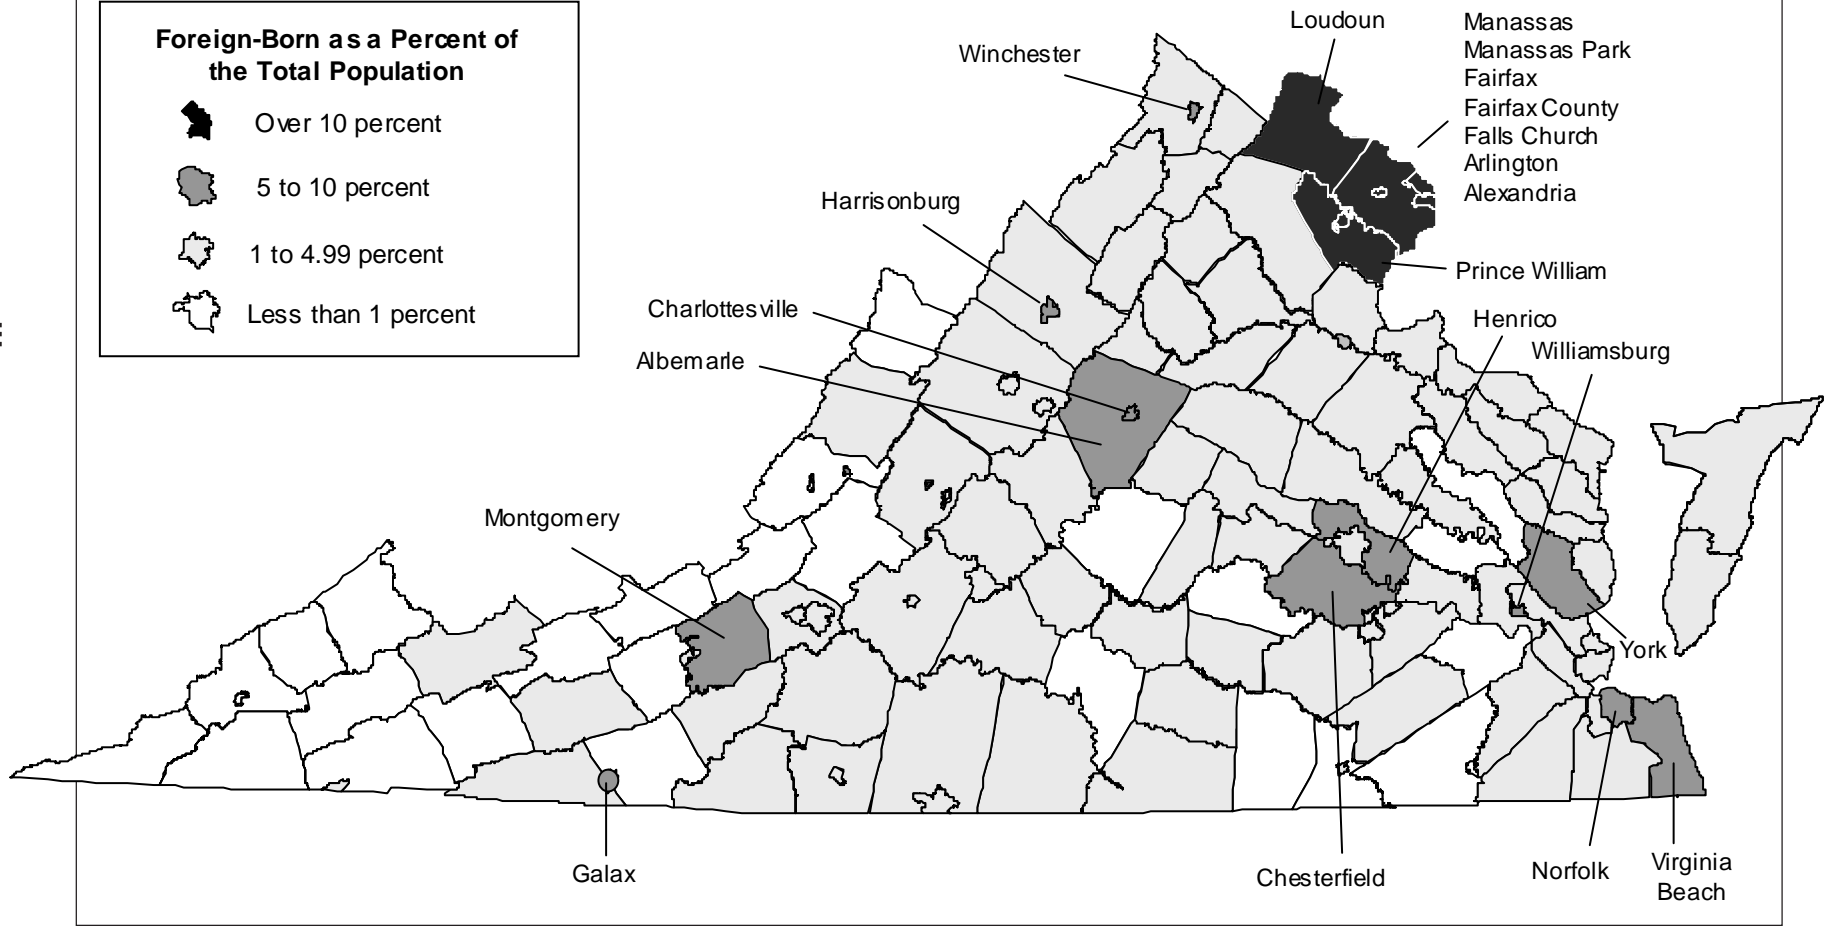 Foreign-Born as a Percent of
the Total Population
Over 10 percent
5 to 10 percent
1 to 4.99 percent
Less than 1 percent
Loudoun
Manassas
Manassas Park
Fairfax
Fairfax County
Falls Church
Arlington
Alexandria
Winchester
Harrisonburg
Prince William
Charlottesville
Henrico
Albemarle
Williamsburg
Montgomery
York
Galax
Chesterfield
Norfolk
Virginia
Beach